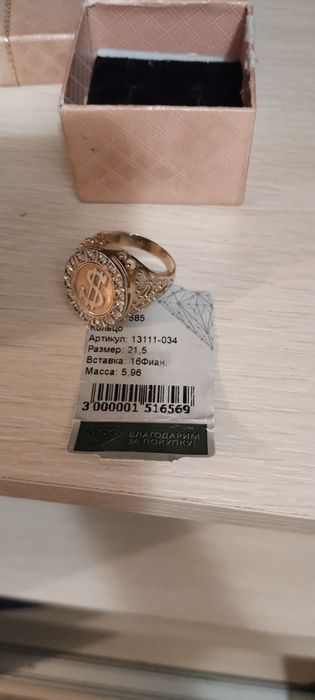 585
Кольцо
Артикул: 13111-034
Размер: 21,5
Вставка: 16Фиан.
Масса: 5,96
3 000001 516569
БЛАГОДАРИМ
ЗА ПОКУПКУ!